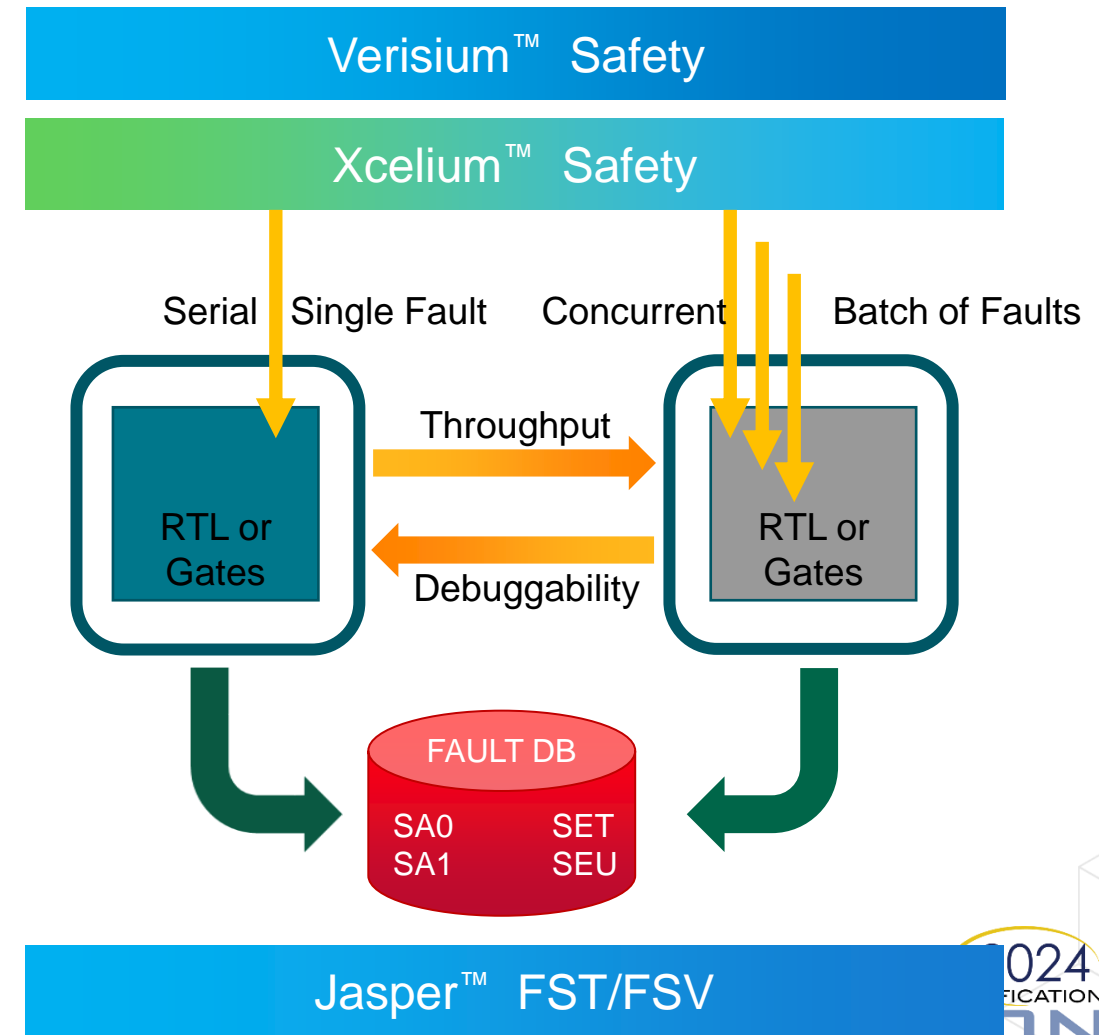 Verisium™ Safety
Xcelium™ Safety
Serial Single Fault Concurrent Batch of Faults
Throughput
RTL or
Gates
RTL or
Gates
Debuggability
FAULT DB
SA0 SET
SA1 SEU
Jasper™ FST/FSV